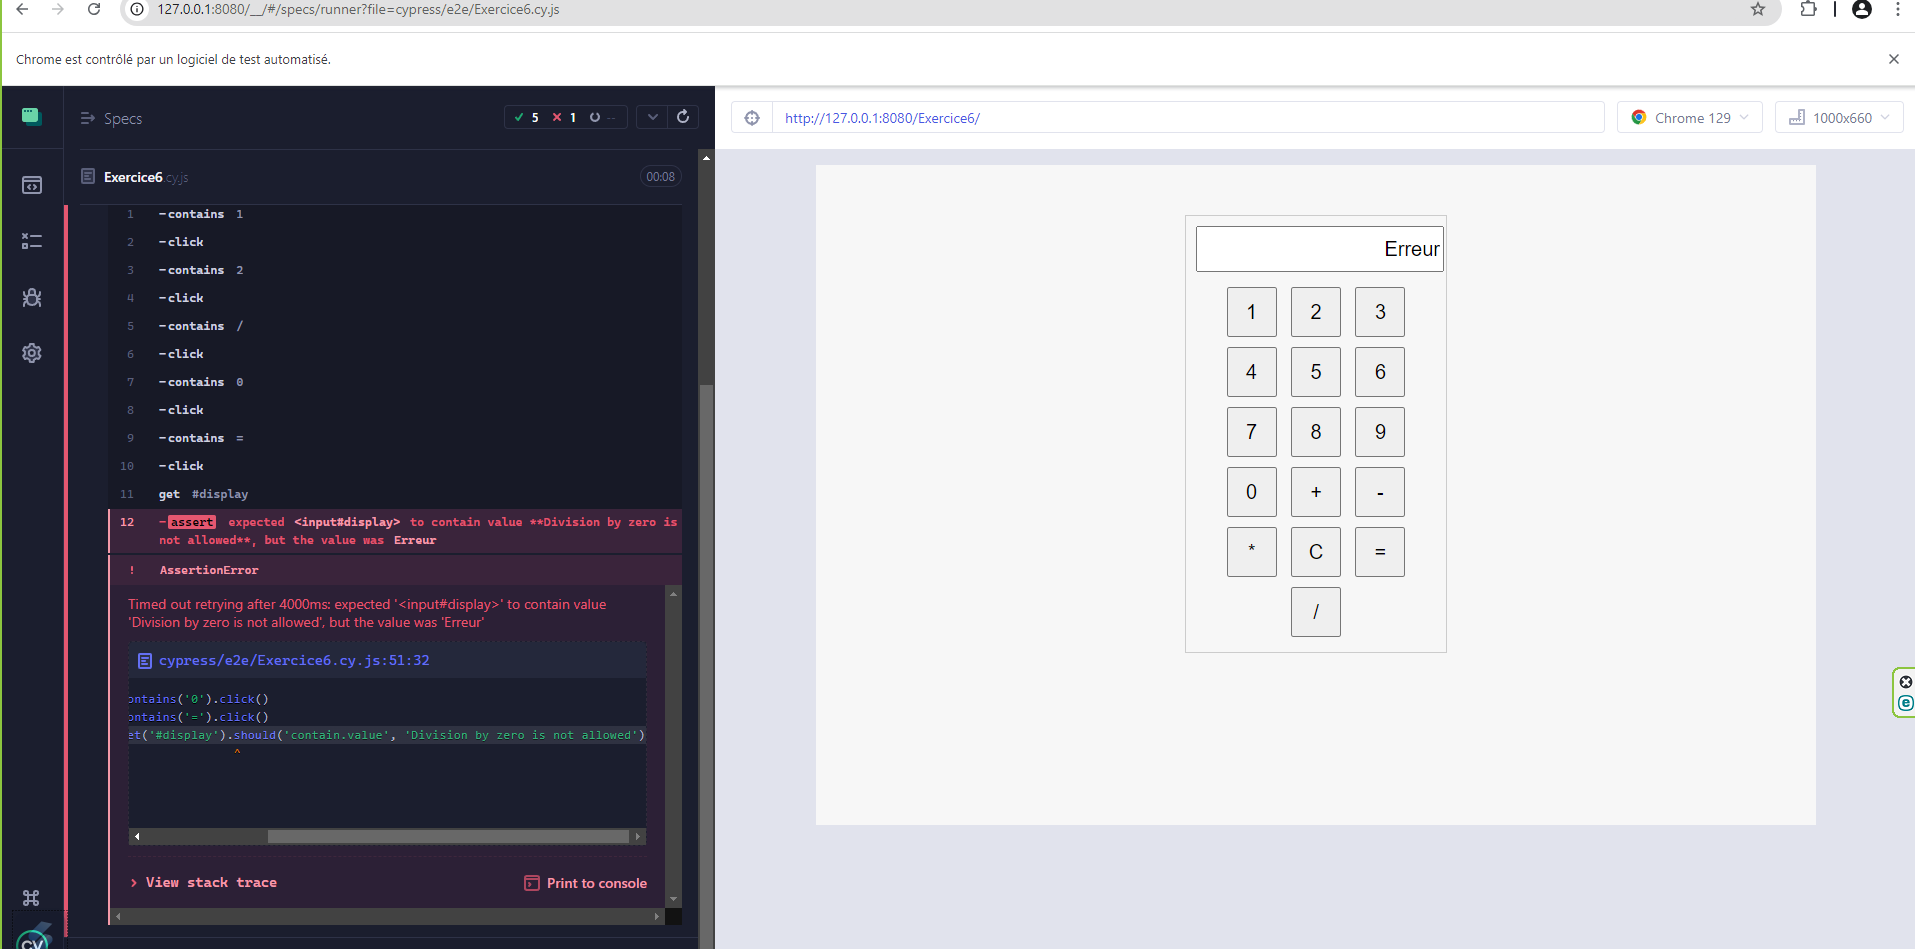 127.0.0.1:8080/__/#/specs/runner?file=cypress/e2e/Exercice6.cy.js
Chrome est contrôlé par un logiciel de test automatisé.
Specs
5 1 --
http://127.0.0.1:8080/Exercice6/
Chrome 129
1000x660
Exercice6 cy.js
00:08
1 -contains 1
2 -click
3 -contains 2
4 -click
5 -contains /
6 -click
7 -contains 0
8 -click
9 -contains =
10 -click
11 get #display
12 -assert expected <input#display> to contain value **Division by zero is
not allowed**, but the value was Erreur
! AssertionError
Timed out retrying after 4000ms: expected '<input#display>' to contain value
'Division by zero is not allowed', but the value was 'Erreur'
cypress/e2e/Exercice6.cy.js:51:32
ontains('0').click()
ontains('=').click()
et('#display').should('contain.value', 'Division by zero is not allowed')
^
> View stack trace
Print to console
cy
Erreur
1 2 3
4 5 6
7 8 9
0 + -
* C =
/
e